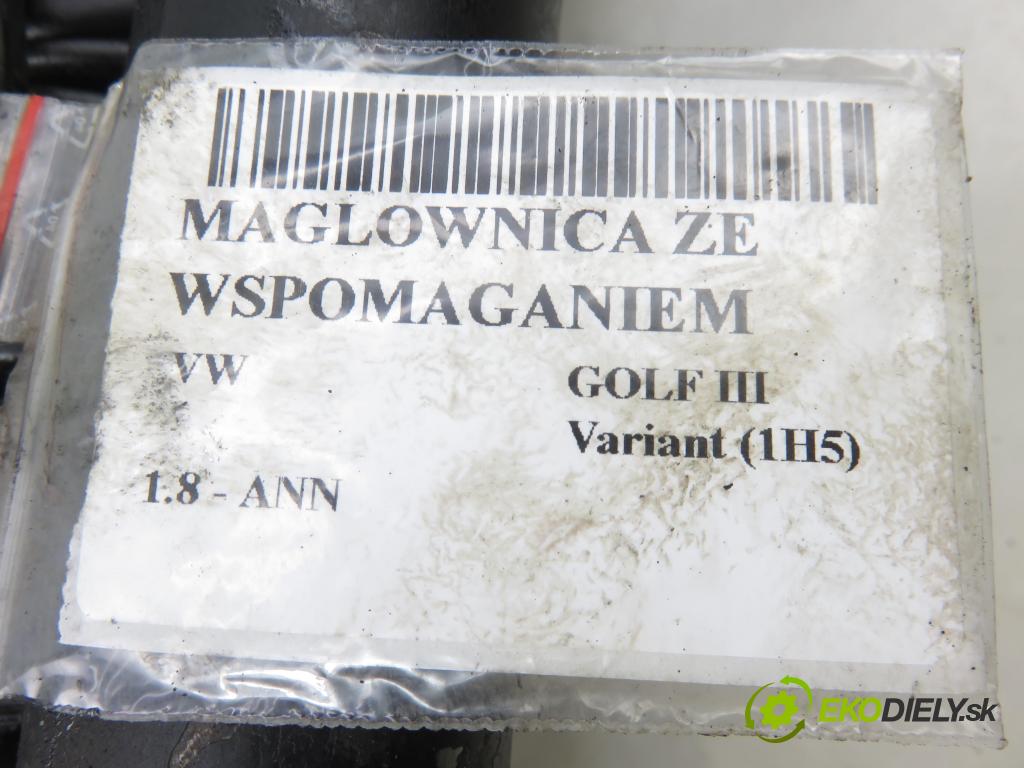 MAGLOWNICA ZE
WSPOMAGANIEM
VW
GOLF III
Variant (1H5)
1.8 - ANN
EKODIELY.sk